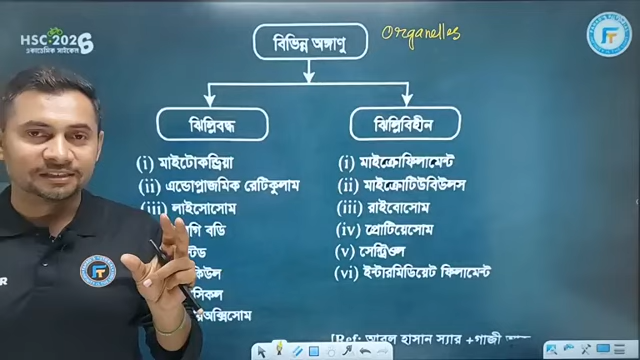 HSC 2026
একাডেমিক সাইকেল
বিভিন্ন অঙ্গাণু
organelles
ঝিল্লিবদ্ধ
(i) মাইটোকন্ড্রিয়া
(ii) এন্ডোপ্লাজমিক রেটিকুলাম
(iii) লাইসোসোম
বডি
ঝিল্লিবিহীন
(i) মাইক্রোফিলামেন্ট
(ii) মাইক্রোটিউবিউলস
(iii) রাইবোসোম
(iv) প্রোটিয়েসোম
(v) সেন্ট্রিওল
(vi) ইন্টারমিডিয়েট ফিলামেন্ট
[Ref: আবুল হাসান স্যার +গাজী